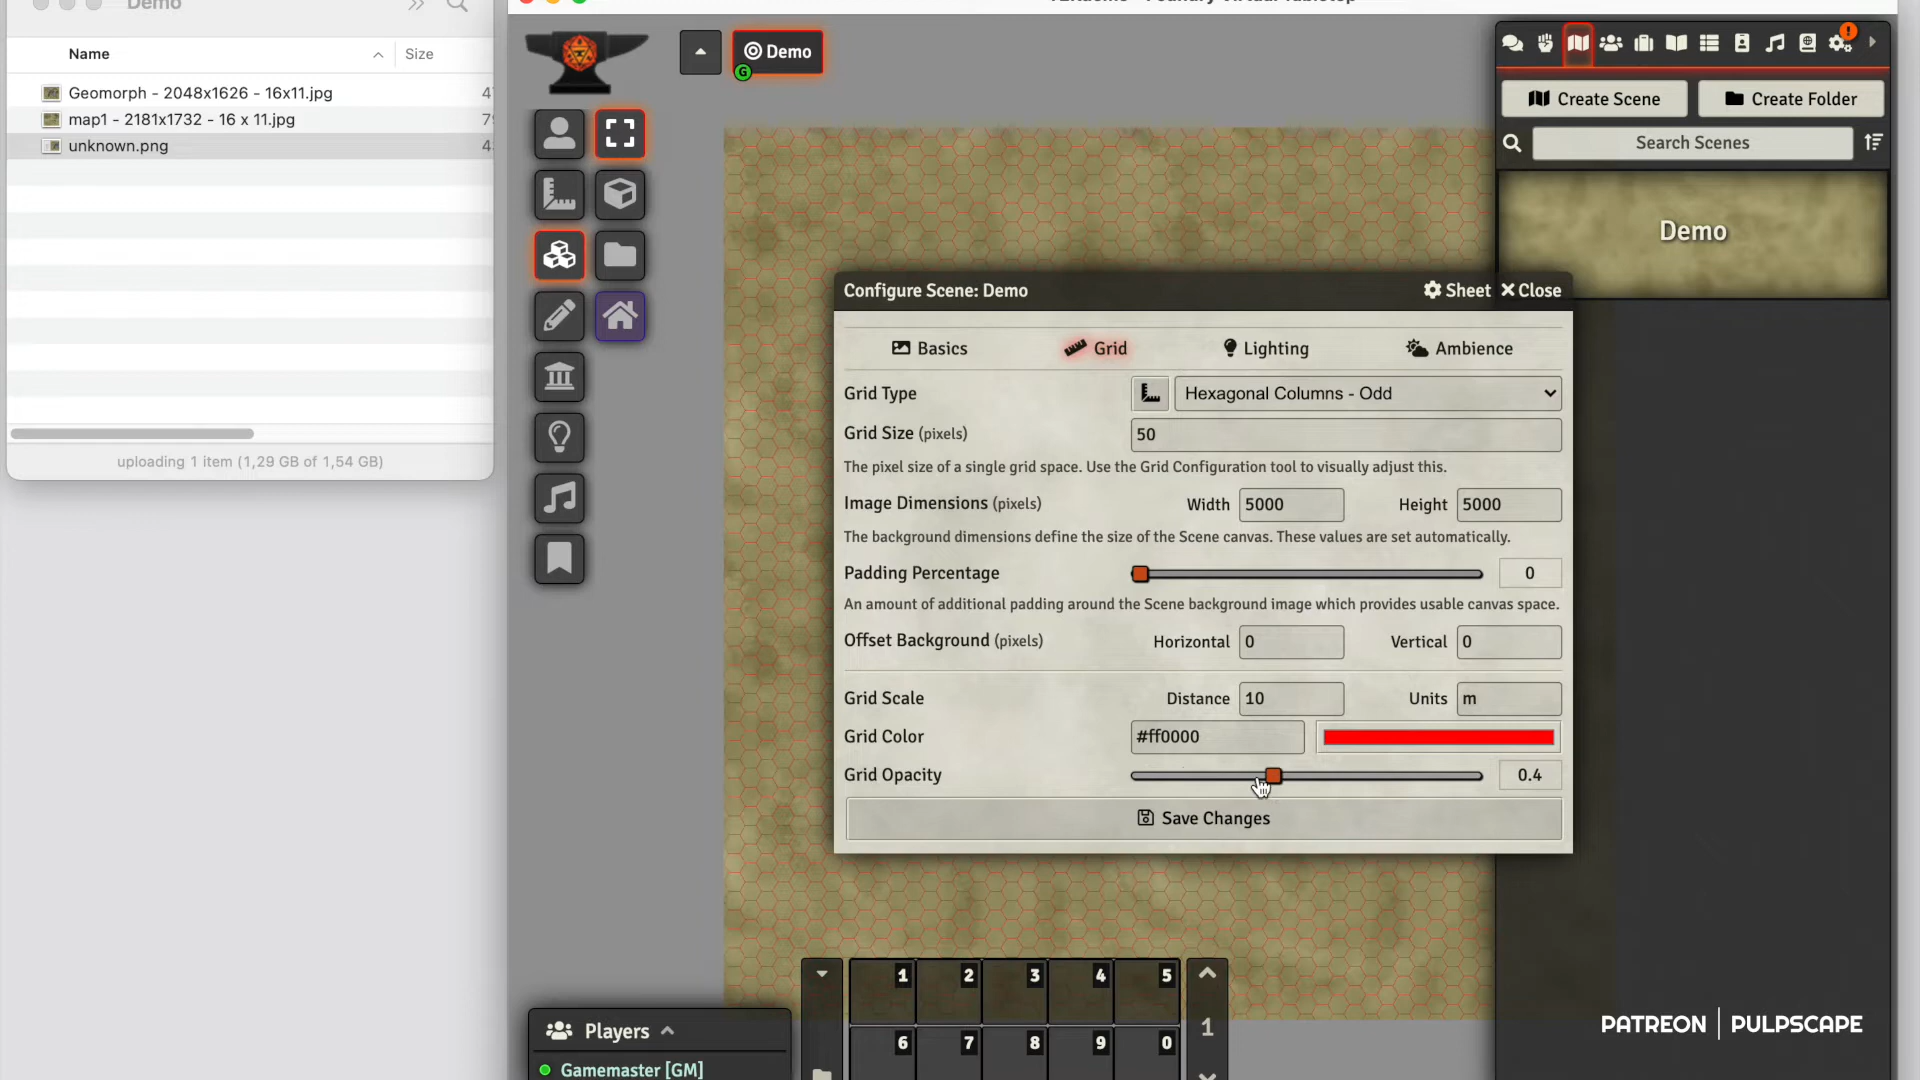 Demo
Name
Size
Geomorph - 2048x1626 - 16x11.jpg
map1 - 2181x1732 - 16 x 11.jpg
unknown.png
uploading 1 item (1,29 GB of 1,54 GB)
Demo
G
Create Scene
Create Folder
Search Scenes
Demo
Configure Scene: Demo
Sheet
Close
Basics
Grid
Lighting
Ambience
Grid Type
Hexagonal Columns - Odd
Grid Size (pixels)
50
The pixel size of a single grid space. Use the Grid Configuration tool to visually adjust this.
Image Dimensions (pixels)
Width
5000
Height
5000
The background dimensions define the size of the Scene canvas. These values are set automatically.
Padding Percentage
0
An amount of additional padding around the Scene background image which provides usable canvas space.
Offset Background (pixels)
Horizontal
0
Vertical
0
Grid Scale
Distance
10
Units
m
Grid Color
#ff0000
Grid Opacity
0.4
Save Changes
1 2 3 4 5
6 7 8 9 0
1
Players
Gamemaster [GM]
PATREON | PULPSCAPE